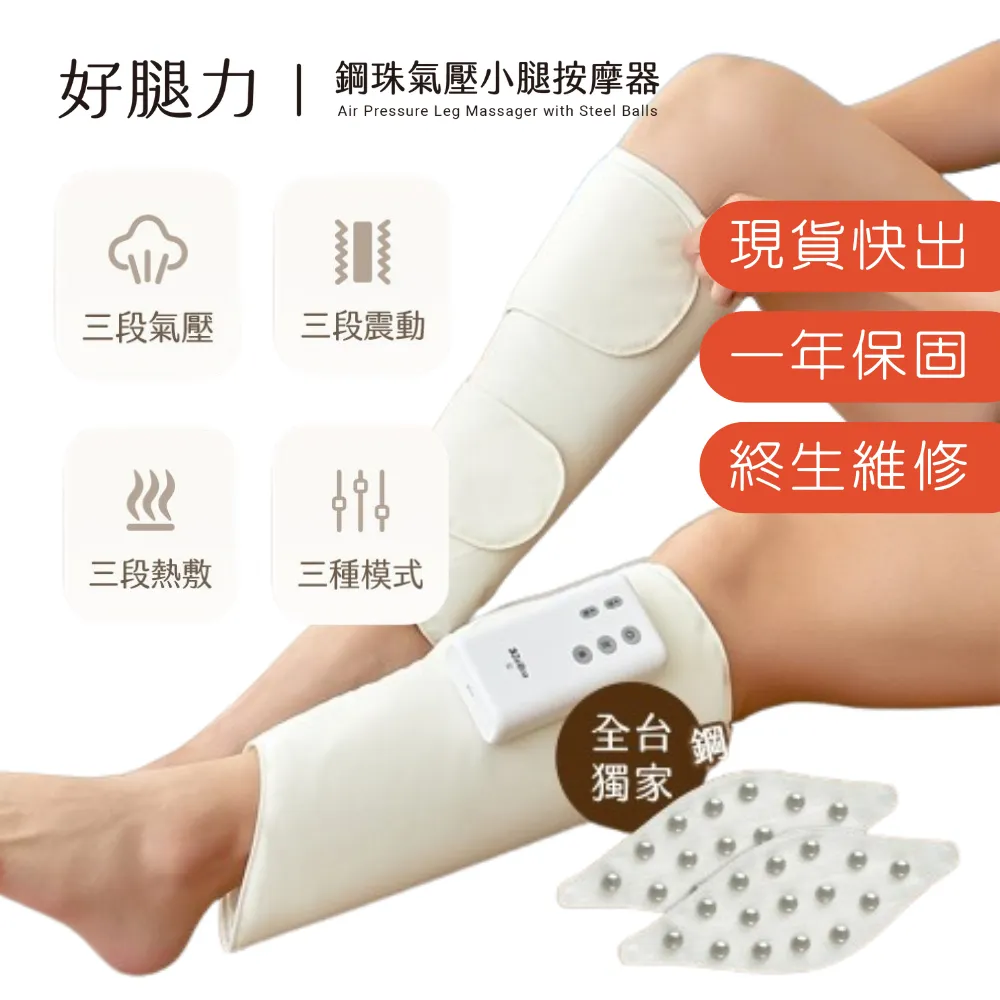 好腿力 | 鋼珠氣壓小腿按摩器
Air Pressure Leg Massager with Steel Balls
三段氣壓
三段震動
現貨快出
一年保固
終生維修
三段熱敷
三種模式
全台
獨家
鋼